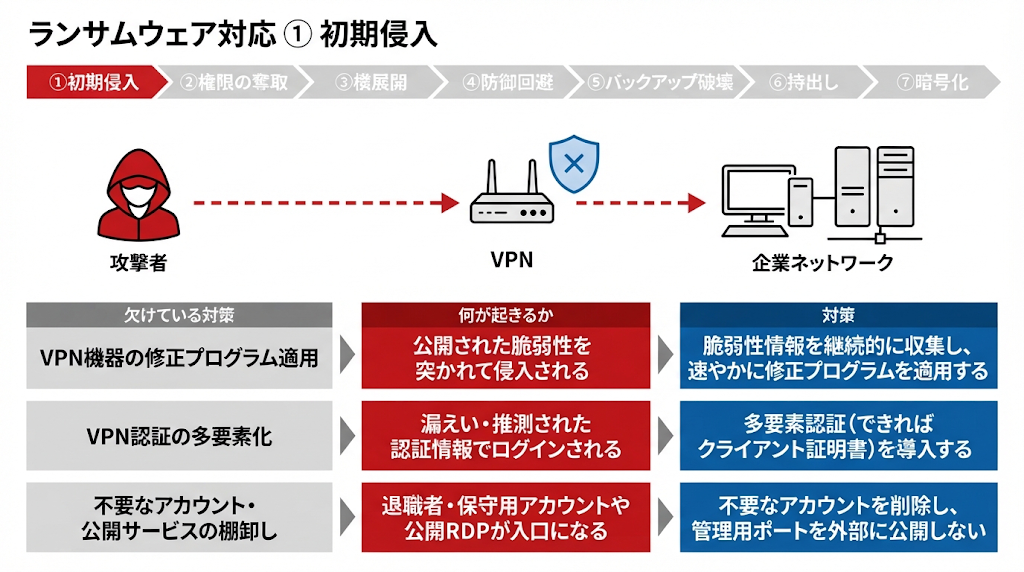 ランサムウェア対応 ① 初期侵入
①初期侵入
②権限の奪取
③横展開
④防御回避
⑤バックアップ破壊
⑥持出し
⑦暗号化
攻撃者
VPN
企業ネットワーク
欠けている対策
何が起きるか
対策
VPN機器の修正プログラム適用
公開された脆弱性を
突かれて侵入される
脆弱性情報を継続的に収集し、
速やかに修正プログラムを適用する
VPN認証の多要素化
漏えい・推測された
認証情報でログインされる
多要素認証（できれば
クライアント証明書）を導入する
不要なアカウント・
公開サービスの棚卸し
退職者・保守用アカウントや
公開RDPが入口になる
不要なアカウントを削除し、
管理用ポートを外部に公開しない